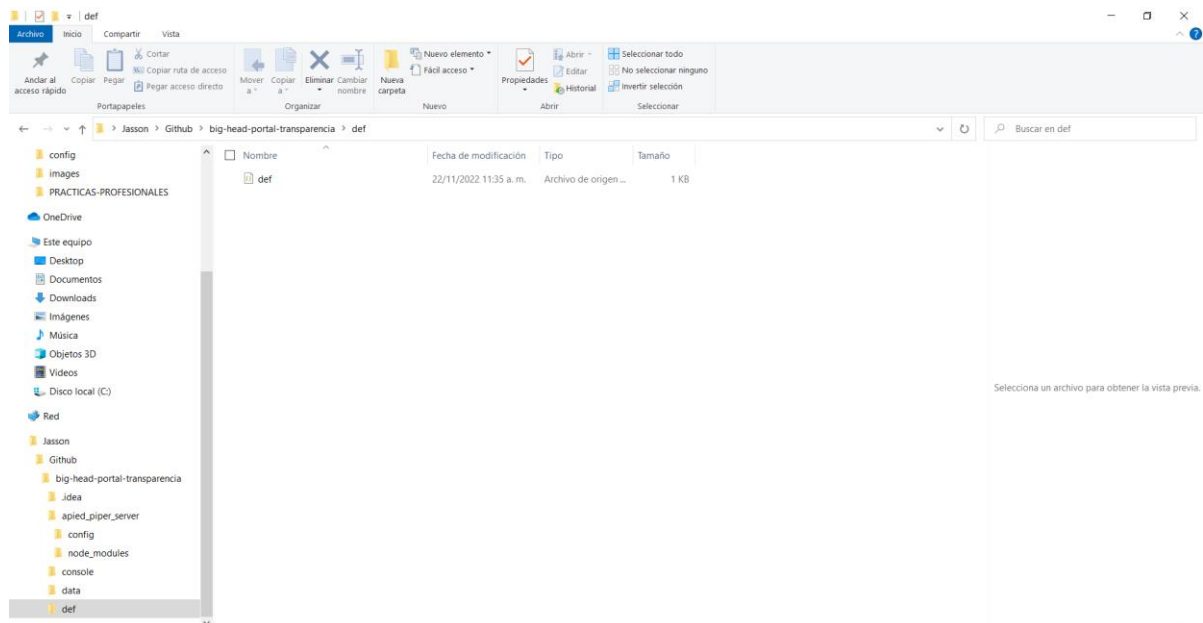 def
Archivo Inicio Compartir Vista
Anclar al acceso rápido
Copiar
Pegar
Cortar
Copiar ruta de acceso
Pegar acceso directo
Portapapeles
Mover a
Copiar a
Eliminar
Cambiar nombre
Organizar
Nueva carpeta
Nuevo elemento
Fácil acceso
Nuevo
Propiedades
Abrir
Editar
Historial
Abrir
Seleccionar todo
No seleccionar ninguno
Invertir selección
Seleccionar
> Jasson > Github > big-head-portal-transparencia > def
Buscar en def
config
images
PRACTICAS-PROFESIONALES
OneDrive
Este equipo
Desktop
Documentos
Downloads
Imágenes
Música
Objetos 3D
Videos
Disco local (C:)
Red
Jasson
Github
big-head-portal-transparencia
.idea
apied_piper_server
config
node_modules
console
data
def
Nombre Fecha de modificación Tipo Tamaño
def 22/11/2022 11:35 a. m. Archivo de origen ... 1 KB
Selecciona un archivo para obtener la vista previa.